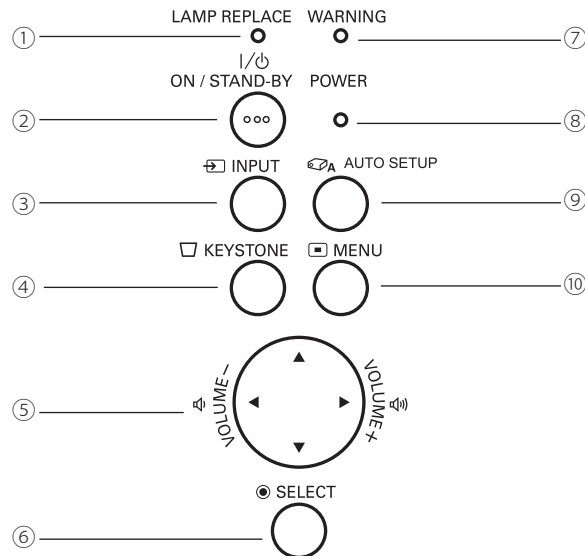 LAMP REPLACE WARNING
① ⑦
I/⏻
ON / STAND-BY POWER
② ⑧
INPUT A AUTO SETUP
③ ⑨
KEYSTONE MENU
④ ⑩
VOLUME− VOLUME+
⑤
SELECT
⑥